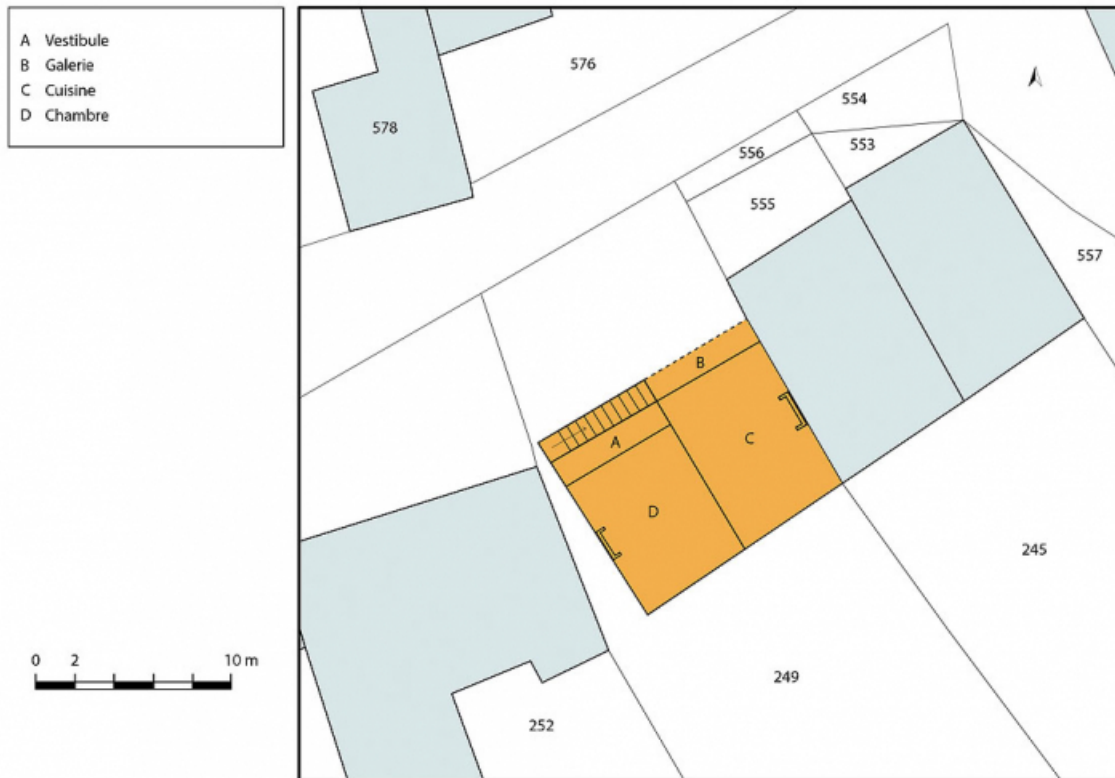 A Vestibule
B Galerie
C Cuisine
D Chambre
576
554
578
556
553
555
557
B
A
C
D
245
0 2 10 m
249
252